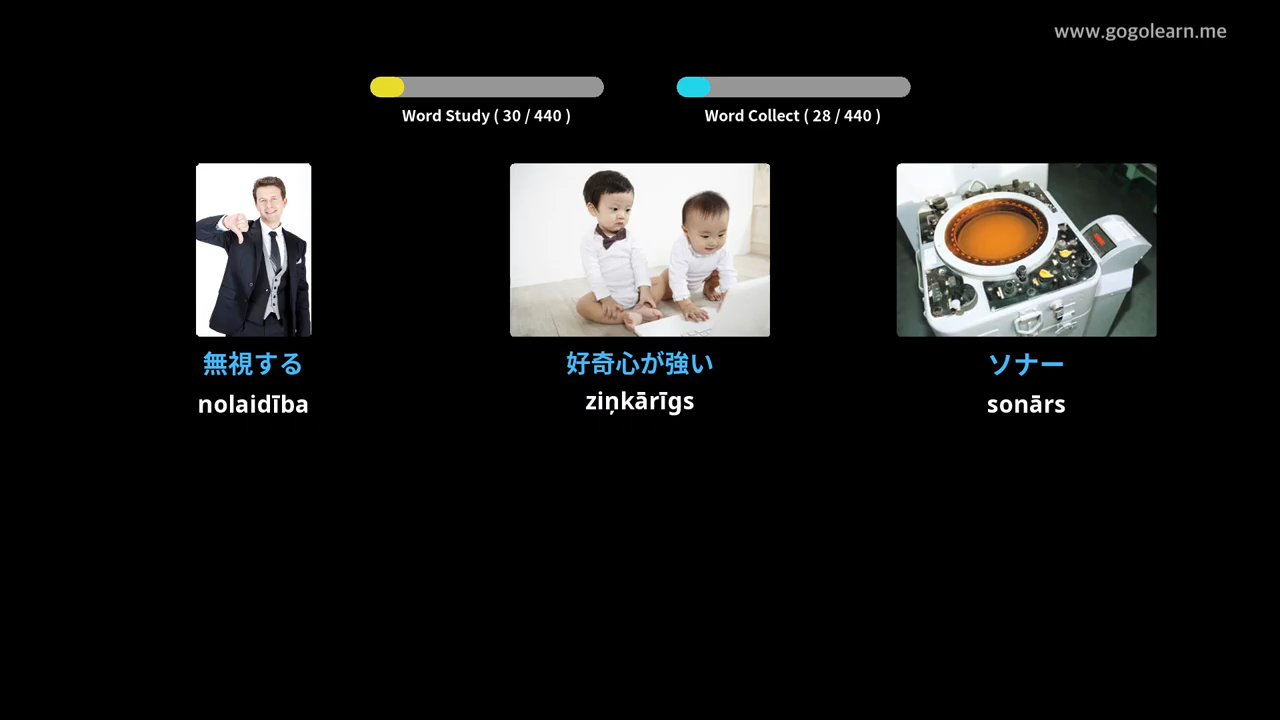 www.gogolearn.me
Word Study ( 30 / 440 )
Word Collect ( 28 / 440 )
無視する
好奇心が強い
ソナー
nolaidība
ziņkārīgs
sonārs